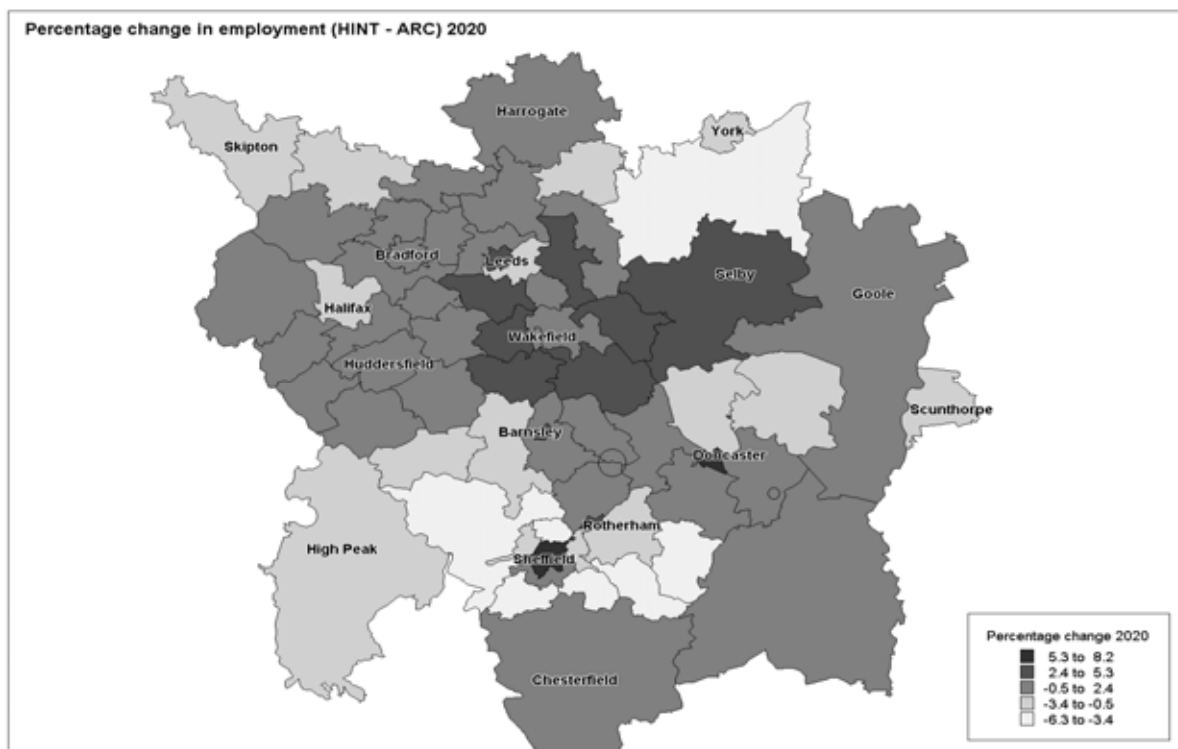 Percentage change in employment (HINT - ARC) 2020
Harrogate
York
Skipton
Bradford
Leeds
Selby
Goole
Halifax
Wakefield
Huddersfield
Scunthorpe
Barnsley
Doncaster
Rotherham
High Peak
Sheffield
Chesterfield
Percentage change 2020
5.3 to 8.2
2.4 to 5.3
-0.5 to 2.4
-3.4 to -0.5
-6.3 to -3.4